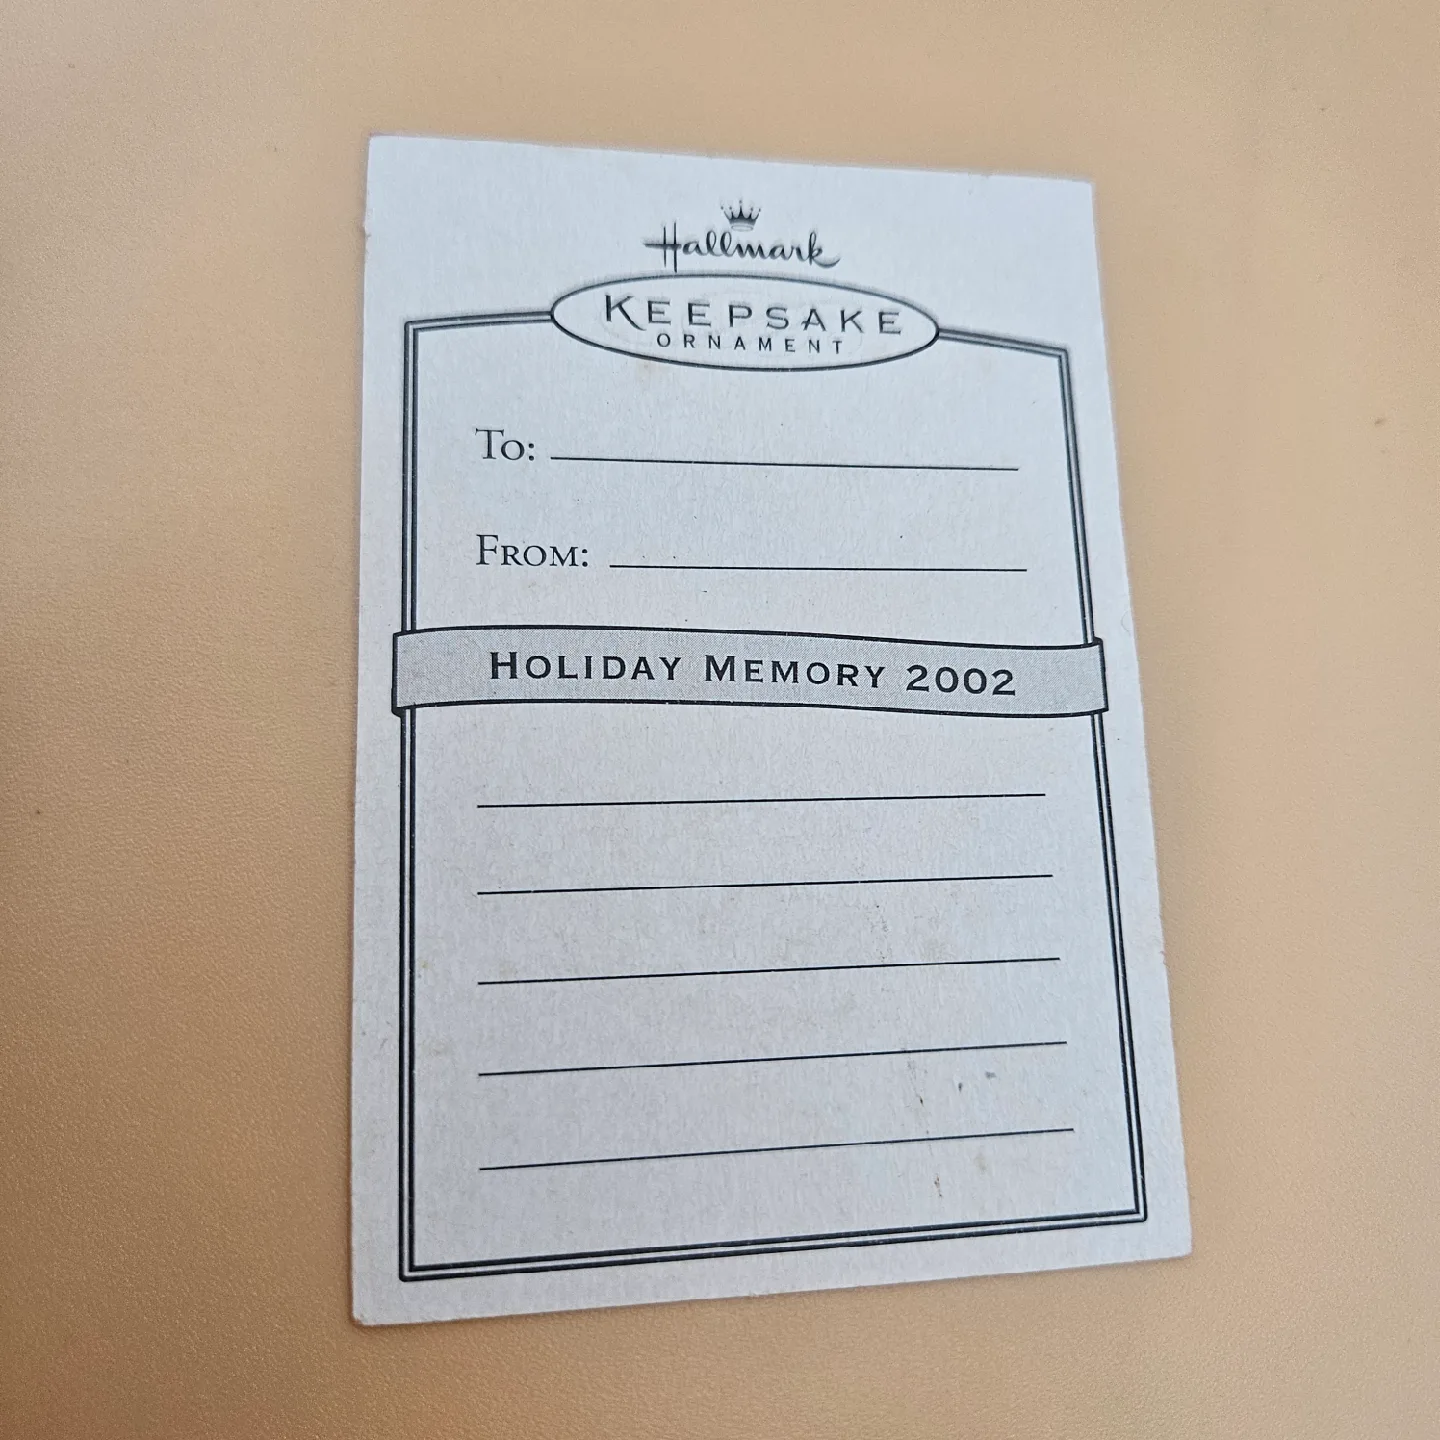 Hallmark
KEEPSAKE
ORNAMENT
TO:
FROM:
HOLIDAY MEMORY 2002